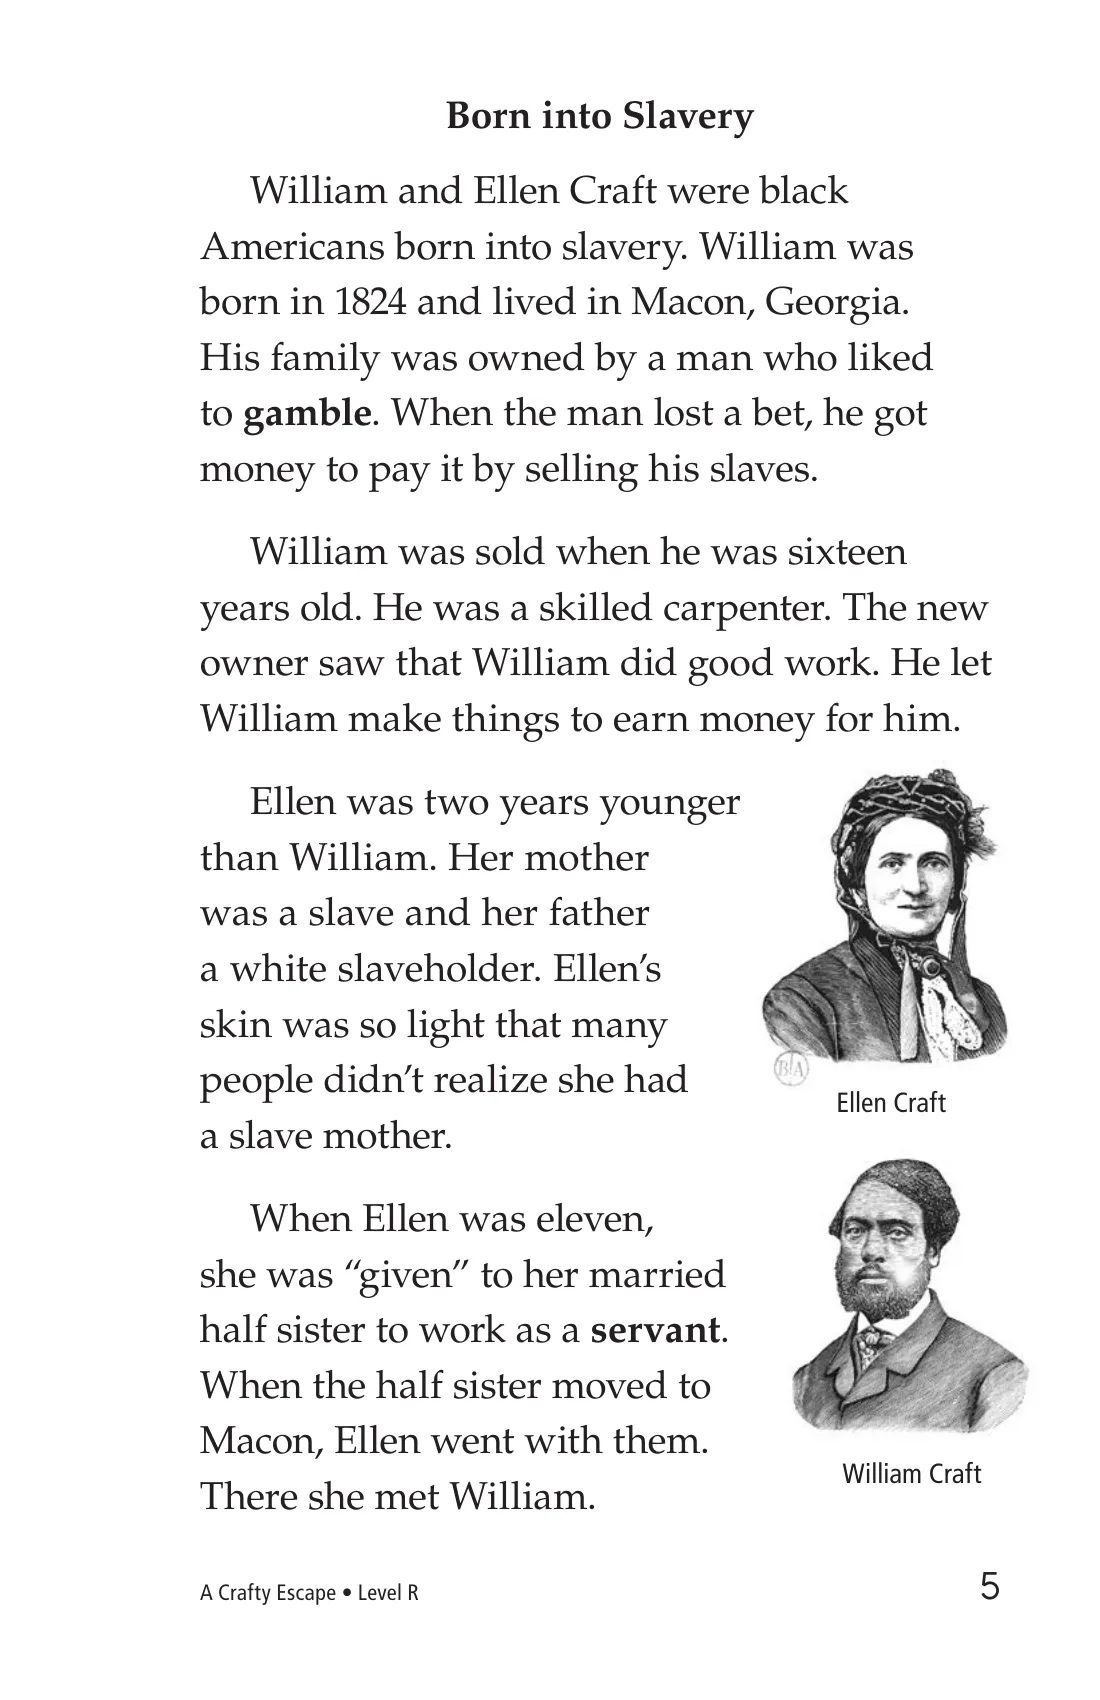 Born into Slavery
William and Ellen Craft were black
Americans born into slavery. William was
born in 1824 and lived in Macon, Georgia.
His family was owned by a man who liked
to gamble. When the man lost a bet, he got
money to pay it by selling his slaves.
William was sold when he was sixteen
years old. He was a skilled carpenter. The new
owner saw that William did good work. He let
William make things to earn money for him.
Ellen was two years younger
than William. Her mother
was a slave and her father
a white slaveholder. Ellen’s
skin was so light that many
people didn’t realize she had
a slave mother.
When Ellen was eleven,
she was “given” to her married
half sister to work as a servant.
When the half sister moved to
Macon, Ellen went with them.
There she met William.
BIA
Ellen Craft
William Craft
A Crafty Escape • Level R
5